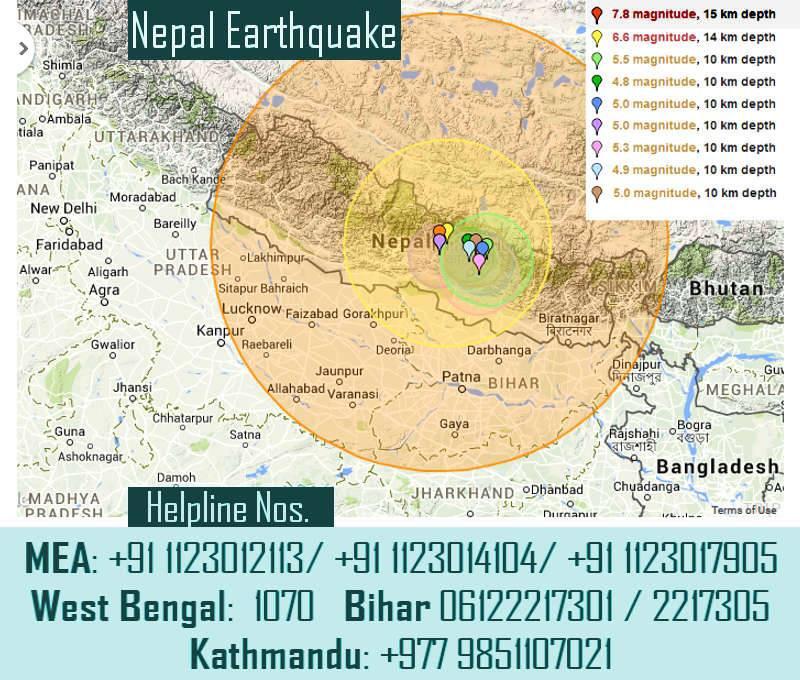 Nepal Earthquake
7.8 magnitude, 15 km depth
6.6 magnitude, 14 km depth
5.5 magnitude, 10 km depth
4.8 magnitude, 10 km depth
5.0 magnitude, 10 km depth
5.0 magnitude, 10 km depth
5.3 magnitude, 10 km depth
4.9 magnitude, 10 km depth
5.0 magnitude, 10 km depth
IMACHAL
RADESH
Shimla
ANDIGARH
Ambala
tiala
UTTARAKHAND
Panipat
Bach Kande
ANA
Moradabad
New Delhi
Bareilly
Faridabad
Nepal
UTTAR
PRADESH
Lakhimpur
Alwar
Aligarh
Sitapur Bahraich
SIKKIM
Bhutan
Agra
Lucknow
Faizabad Gorakhpur
Biratnagar
बिराटनगर
Kanpur
Raebareli
Deoria
Darbhanga
Gwalior
Dinajpur
দিনাজপুর
Jaunpur
Patna
BIHAR
MEGHALA
Jhansi
Allahabad
Varanasi
Chhatarpur
Gaya
Bogra
বগুড়া
Guna
Satna
Rajshahi
রাজশাহী
Ashoknagar
Bangladesh
Damoh
Chuadanga
MADHYA
PRADESH
JHARKHAND
Dhanbad
Durgapur
Terms of Use
Helpline Nos.
MEA: +91 1123012113/ +91 1123014104/ +91 1123017905
West Bengal: 1070 Bihar 06122217301 / 2217305
Kathmandu: +977 9851107021